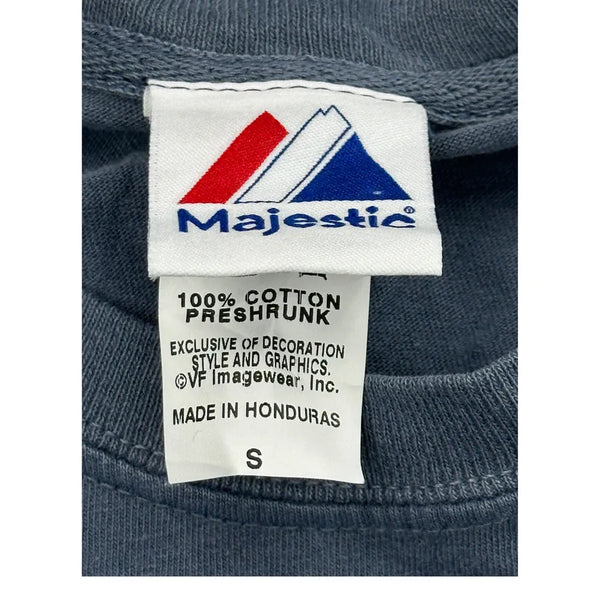 Majestic®
100% COTTON
PRESHRUNK
EXCLUSIVE OF DECORATION
STYLE AND GRAPHICS.
©VF Imagewear, Inc.
MADE IN HONDURAS
S